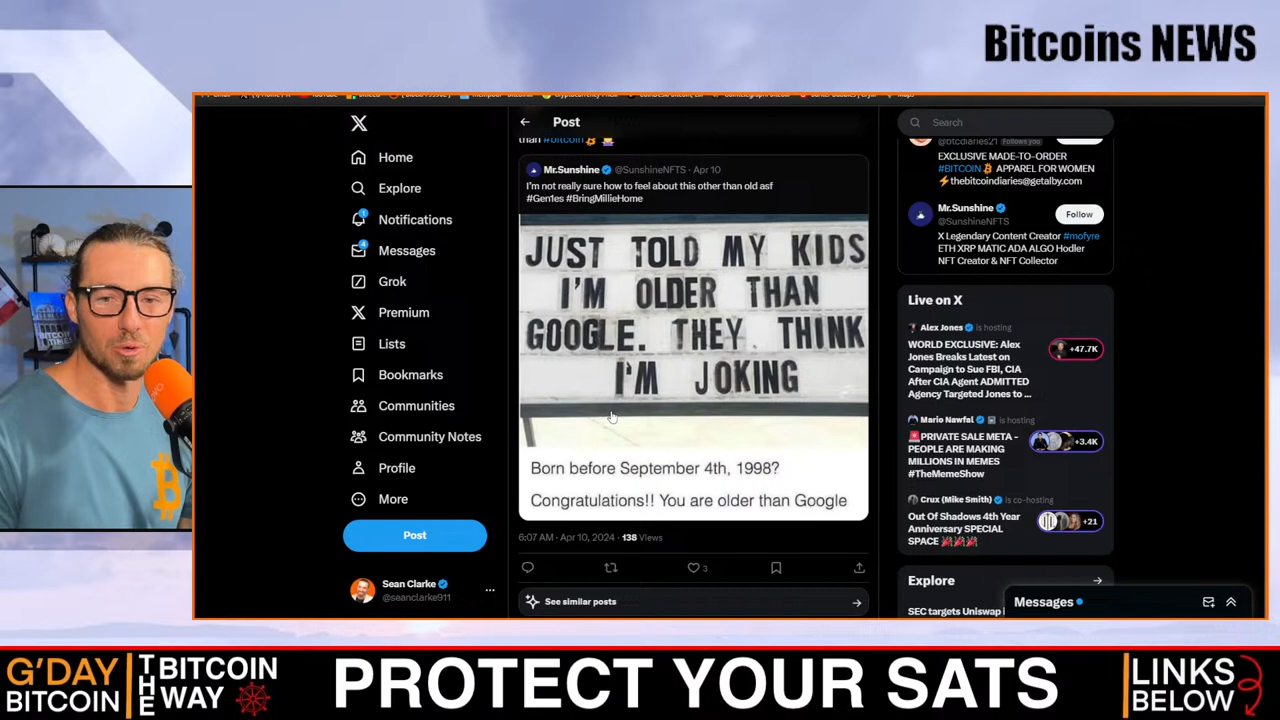 Bitcoins NEWS
Post
Search
than #bitcoin
@btcdiaries21 Follows you
EXCLUSIVE MADE-TO-ORDER
#BITCOIN APPAREL FOR WOMEN
thebitcoindiaries@getalby.com
Mr.Sunshine
@SunshineNFTS
Follow
X Legendary Content Creator #mofyre
ETH XRP MATIC ADA ALGO Hodler
NFT Creator & NFT Collector
Home
Explore
1
Notifications
4
Messages
Grok
Premium
Lists
Bookmarks
Communities
Community Notes
Profile
More
Post
Sean Clarke
@seanclarke911
Mr.Sunshine @SunshineNFTS · Apr 10
I'm not really sure how to feel about this other than old asf
#Gen1es #BringMillieHome
JUST TOLD MY KIDS
I'M OLDER THAN
GOOGLE. THEY THINK
I'M JOKING
Born before September 4th, 1998?
Congratulations!! You are older than Google
6:07 AM · Apr 10, 2024 · 138 Views
3
See similar posts
Live on X
Alex Jones is hosting
WORLD EXCLUSIVE: Alex
Jones Breaks Latest on
Campaign to Sue FBI, CIA
After CIA Agent ADMITTED
Agency Targeted Jones to ...
+47.7K
Mario Nawfal is hosting
PRIVATE SALE META -
PEOPLE ARE MAKING
MILLIONS IN MEMES
#TheMemeShow
+3.4K
Crux (Mike Smith) is co-hosting
Out Of Shadows 4th Year
Anniversary SPECIAL
SPACE
+21
Explore
SEC targets Uniswap
Messages
G'DAY
BITCOIN
THE
BITCOIN
WAY
PROTECT YOUR SATS
LINKS
BELOW